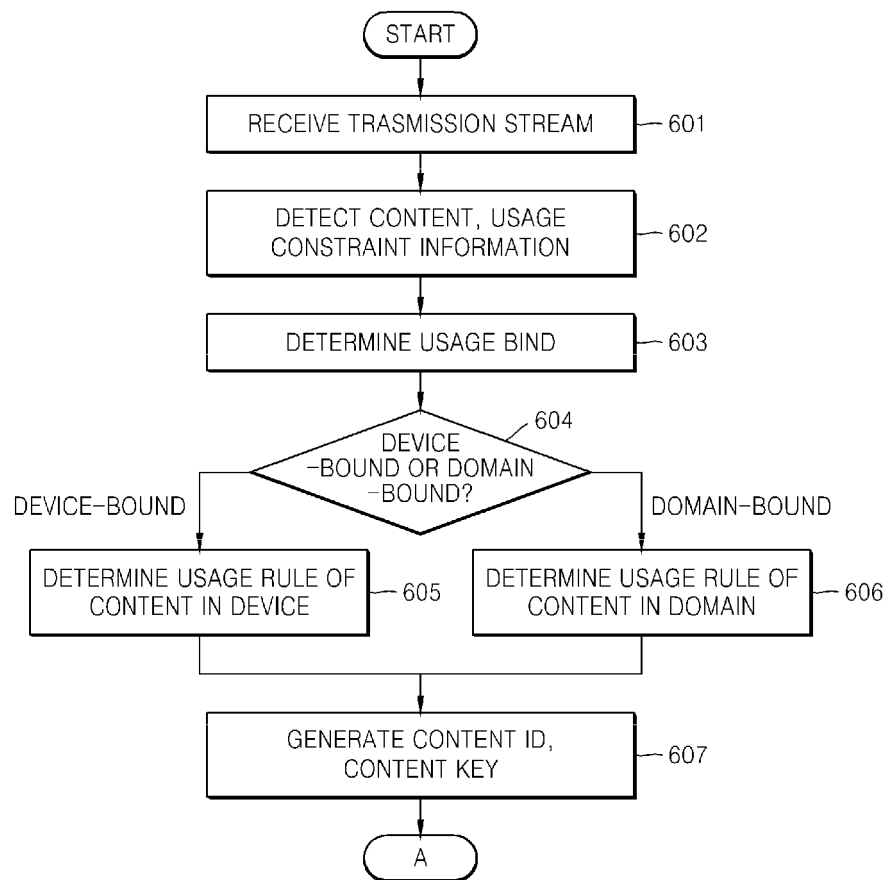 START
RECEIVE TRASMISSION STREAM
601
DETECT CONTENT, USAGE
CONSTRAINT INFORMATION
602
DETERMINE USAGE BIND
603
604
DEVICE
-BOUND OR DOMAIN
-BOUND?
DEVICE-BOUND
DOMAIN-BOUND
DETERMINE USAGE RULE OF
CONTENT IN DEVICE
605
DETERMINE USAGE RULE OF
CONTENT IN DOMAIN
606
GENERATE CONTENT ID,
CONTENT KEY
607
A